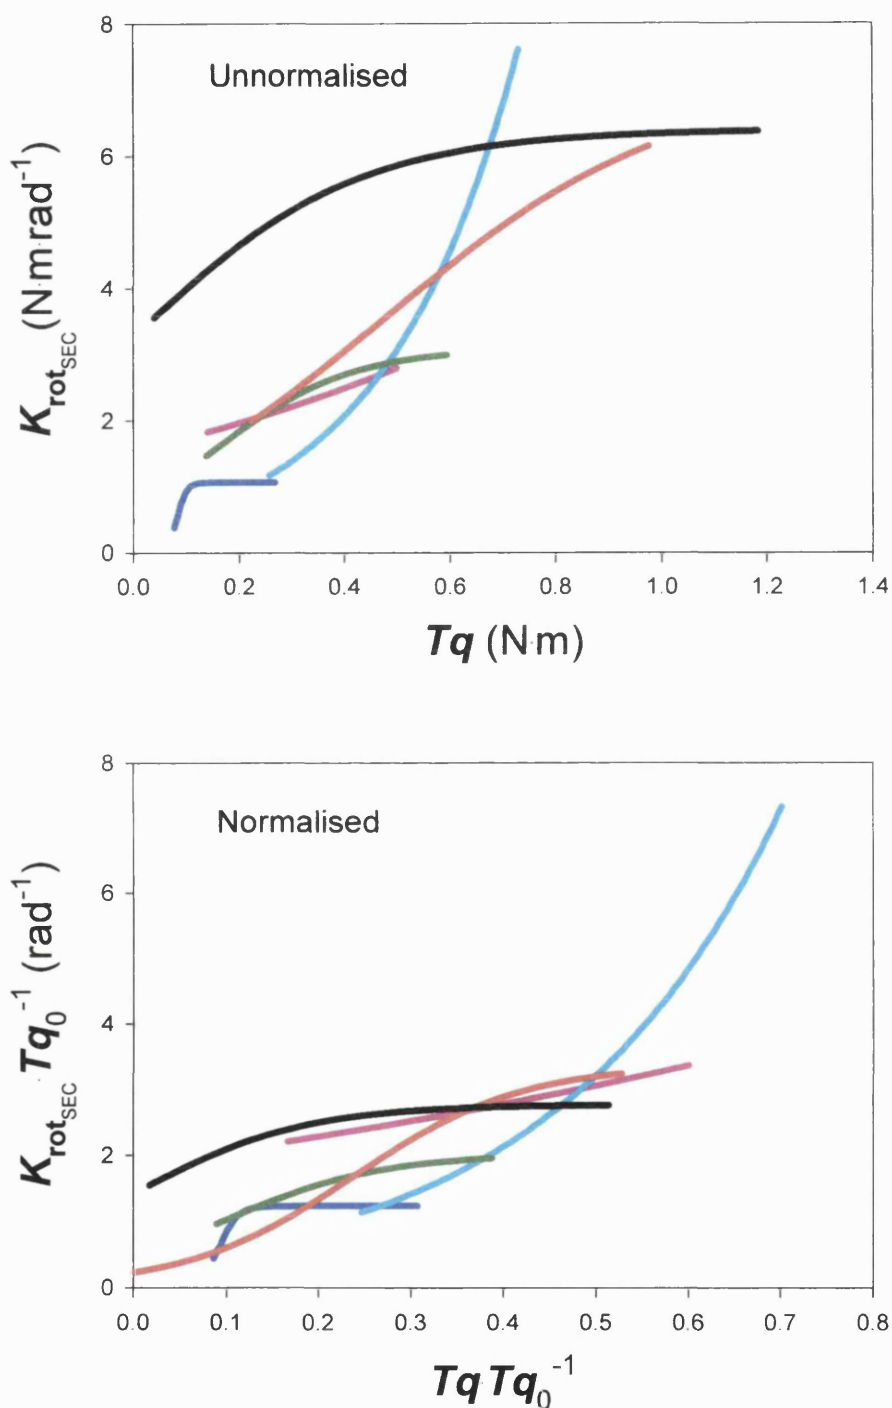 8
Unnormalised
6
4
2
0
K_rot_SEC (N·m·rad⁻¹)
0.0 0.2 0.4 0.6 0.8 1.0 1.2 1.4
Tq (N·m)
8
Normalised
6
4
2
0
K_rot_SEC · Tq₀⁻¹ (rad⁻¹)
0.0 0.1 0.2 0.3 0.4 0.5 0.6 0.7 0.8
Tq Tq₀⁻¹